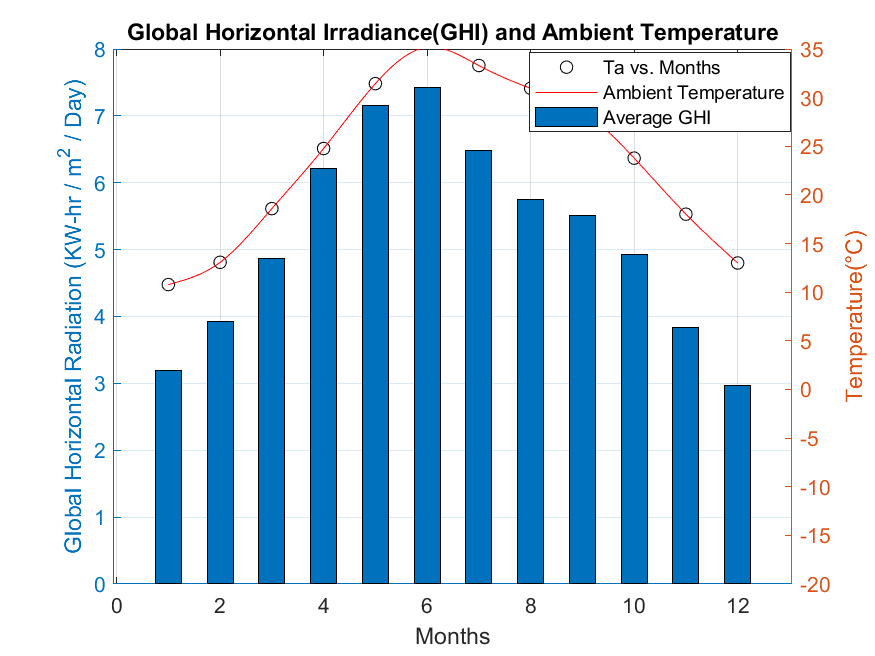 Global Horizontal Irradiance(GHI) and Ambient Temperature
Global Horizontal Radiation (KW-hr / m² / Day)
8
7
6
5
4
3
2
1
0
Ta vs. Months
Ambient Temperature
Average GHI
35
30
25
20
15
10
5
0
-5
-10
-15
-20
Temperature(°C)
0 2 4 6 8 10 12
Months